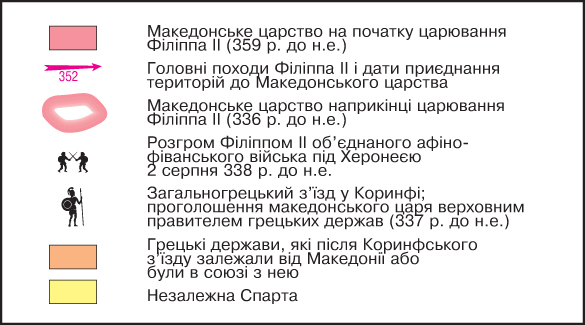 Македонське царство на початку царювання
Філіппа II (359 р. до н.е.)
352
Головні походи Філіппа II і дати приєднання
територій до Македонського царства
Македонське царство наприкінці царювання
Філіппа II (336 р. до н.е.)
Розгром Філіппом II об’єднаного афіно-
фіванського війська під Херонеєю
2 серпня 338 р. до н.е.
Загальногрецький з’їзд у Коринфі;
проголошення македонського царя верховним
правителем грецьких держав (337 р. до н.е.)
Грецькі держави, які після Коринфського
з’їзду залежали від Македонії або
були в союзі з нею
Незалежна Спарта